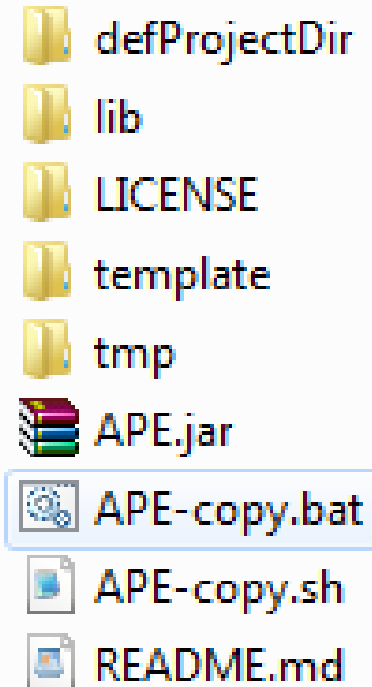 defProjectDir
lib
LICENSE
template
tmp
APE.jar
APE-copy.bat
APE-copy.sh
README.md